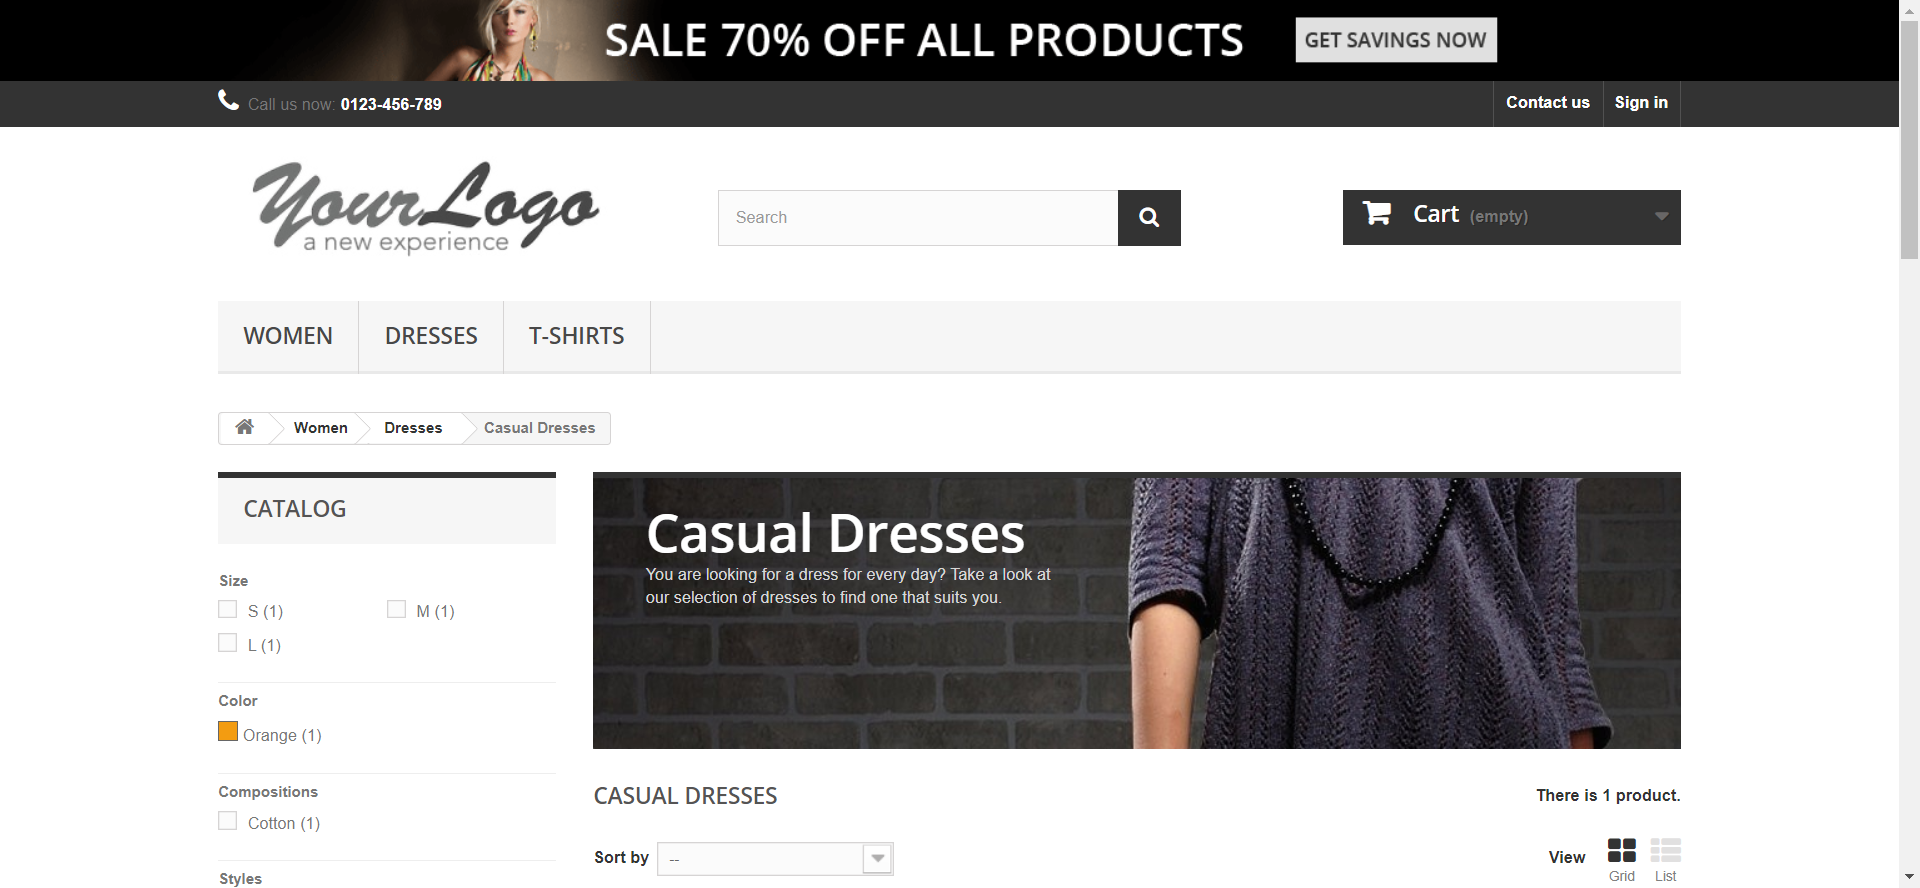 SALE 70% OFF ALL PRODUCTS GET SAVINGS NOW
Call us now: 0123-456-789 Contact us Sign in
YourLogo
a new experience
Search
Cart (empty)
WOMEN DRESSES T-SHIRTS
Women Dresses Casual Dresses
CATALOG
Size
S (1) M (1)
L (1)
Color
Orange (1)
Compositions
Cotton (1)
Styles
Casual Dresses
You are looking for a dress for every day? Take a look at
our selection of dresses to find one that suits you.
CASUAL DRESSES There is 1 product.
Sort by -- View
Grid List